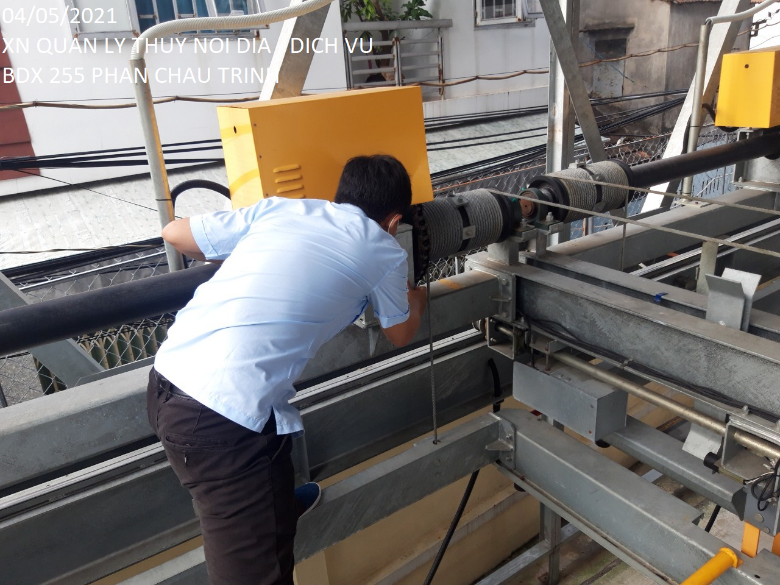 04/05/2021
XN QUAN LY THUY NOI DIA - DICH VU
BDX 255 PHAN CHAU TRINH